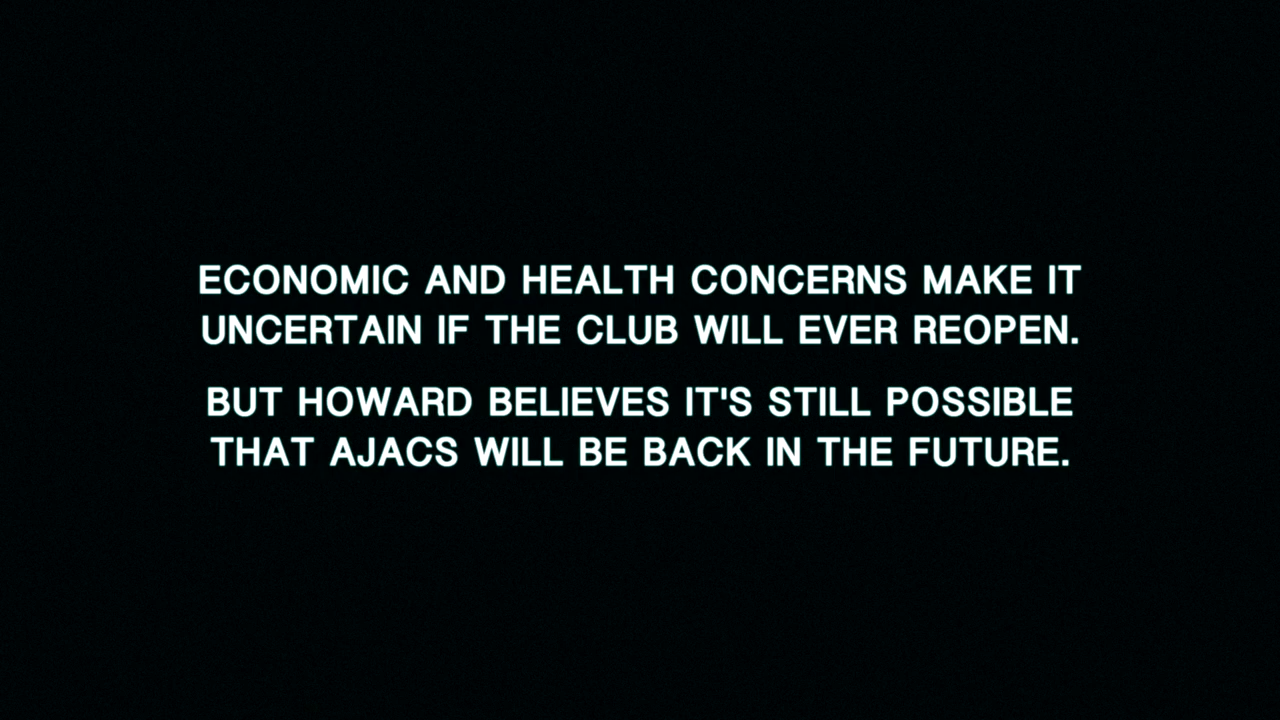 ECONOMIC AND HEALTH CONCERNS MAKE IT
UNCERTAIN IF THE CLUB WILL EVER REOPEN.
BUT HOWARD BELIEVES IT'S STILL POSSIBLE
THAT AJACS WILL BE BACK IN THE FUTURE.